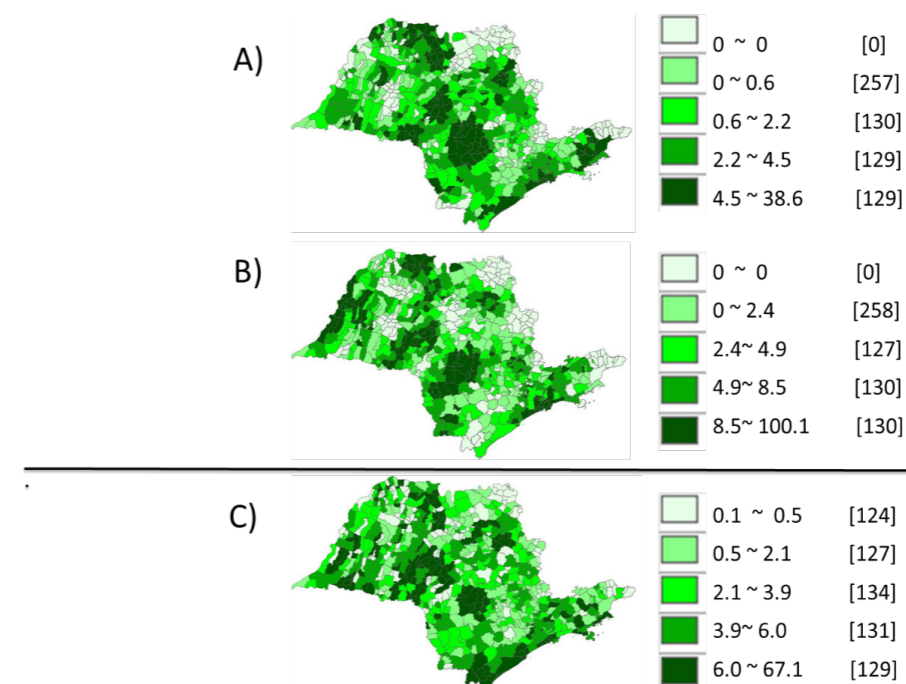 A)
0 ~ 0 [0]
0 ~ 0.6 [257]
0.6 ~ 2.2 [130]
2.2 ~ 4.5 [129]
4.5 ~ 38.6 [129]
B)
0 ~ 0 [0]
0 ~ 2.4 [258]
2.4~ 4.9 [127]
4.9~ 8.5 [130]
8.5~ 100.1 [130]
C)
0.1 ~ 0.5 [124]
0.5 ~ 2.1 [127]
2.1 ~ 3.9 [134]
3.9~ 6.0 [131]
6.0 ~ 67.1 [129]